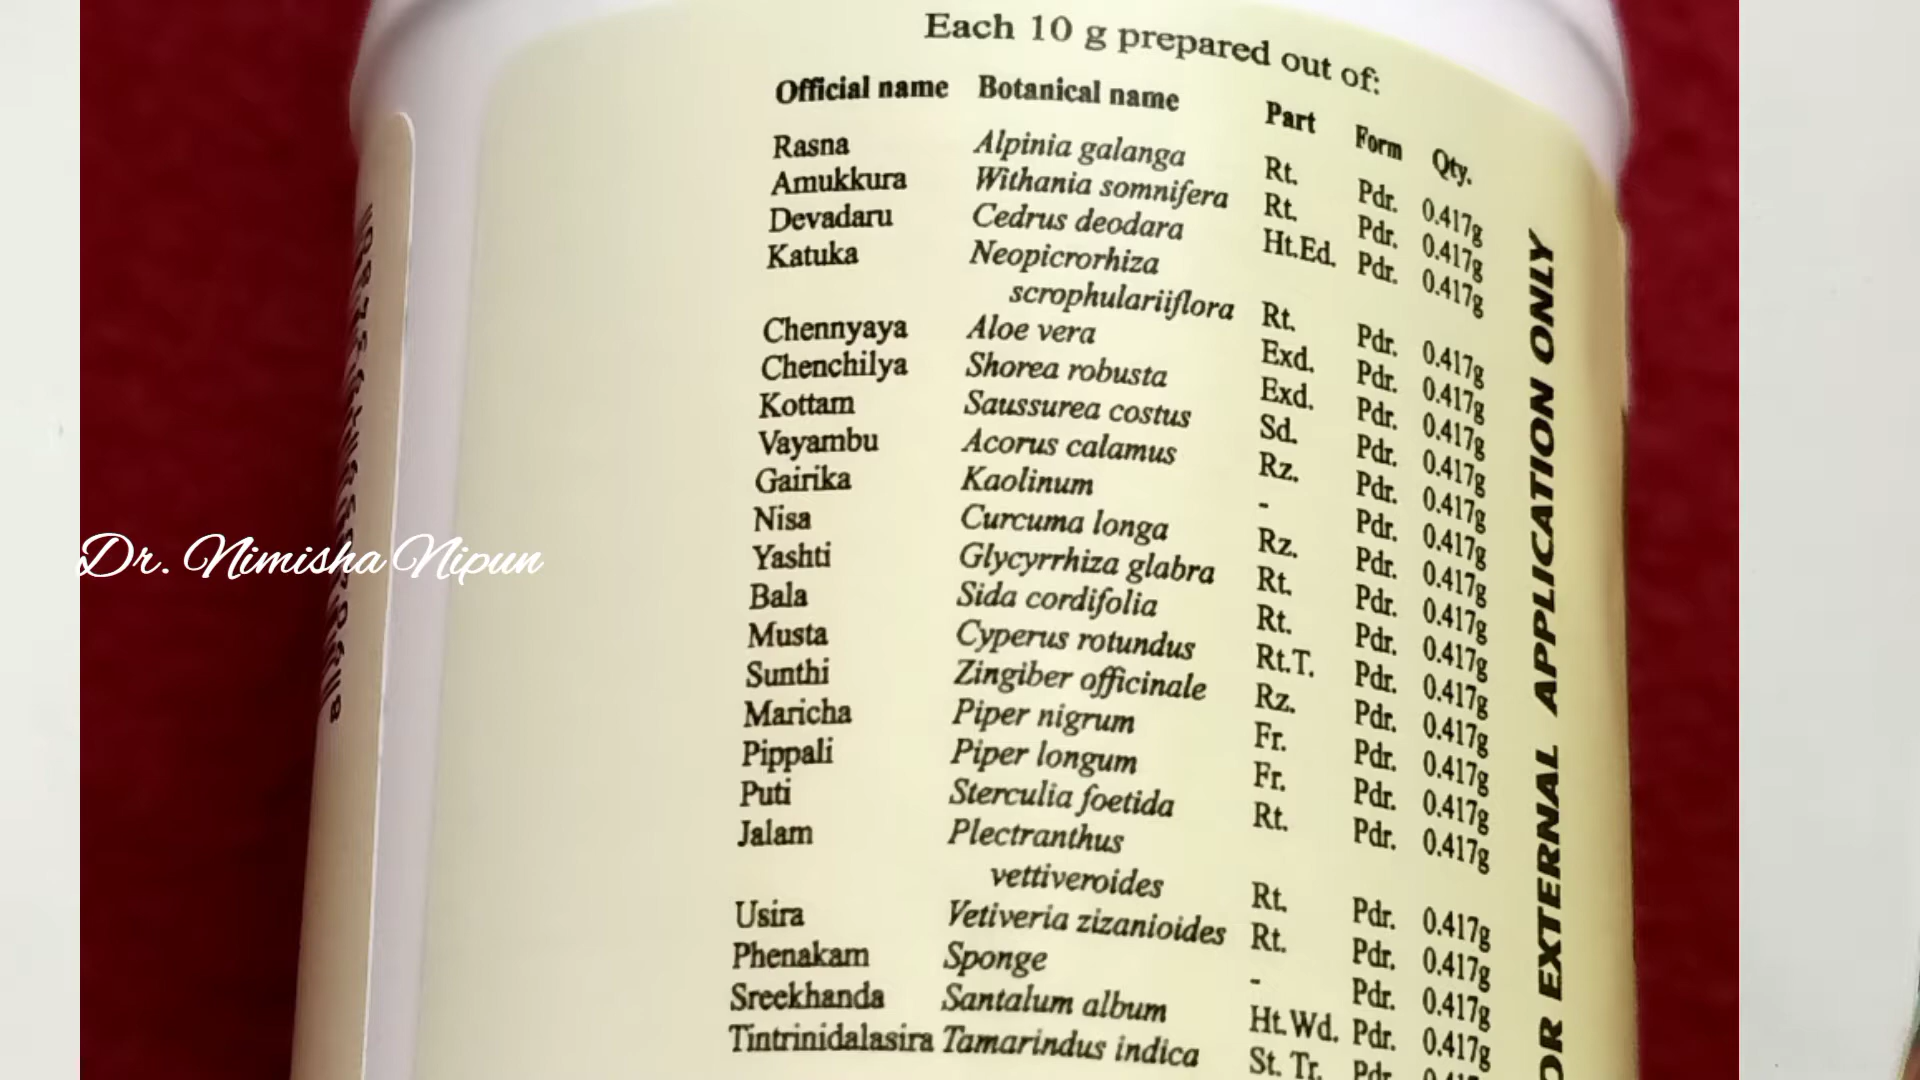 Each 10 g prepared out of:
Official name Botanical name Part Form Qty.
Rasna Alpinia galanga Rt. Pdr. 0.417g
Amukkura Withania somnifera Rt. Pdr. 0.417g
Devadaru Cedrus deodara Ht.Ed. Pdr. 0.417g
Katuka Neopicrorhiza
scrophulariiflora Rt. Pdr. 0.417g
Chennyaya Aloe vera Exd. Pdr. 0.417g
Chenchilya Shorea robusta Exd. Pdr. 0.417g
Kottam Saussurea costus Sd. Pdr. 0.417g
Vayambu Acorus calamus Rz. Pdr. 0.417g
Gairika Kaolinum - Pdr. 0.417g
Nisa Curcuma longa Rz. Pdr. 0.417g
Yashti Glycyrrhiza glabra Rt. Pdr. 0.417g
Bala Sida cordifolia Rt. Pdr. 0.417g
Musta Cyperus rotundus Rt.T. Pdr. 0.417g
Sunthi Zingiber officinale Rz. Pdr. 0.417g
Maricha Piper nigrum Fr. Pdr. 0.417g
Pippali Piper longum Fr. Pdr. 0.417g
Puti Sterculia foetida Rt. Pdr. 0.417g
Jalam Plectranthus
vettiveroides Rt. Pdr. 0.417g
Usira Vetiveria zizanioides Rt. Pdr. 0.417g
Phenakam Sponge - Pdr. 0.417g
Sreekhanda Santalum album Ht.Wd. Pdr. 0.417g
Tintrinidalasira Tamarindus indica St. Tr. Pdr.
EXTERNAL APPLICATION ONLY
Dr. Nimisha Nipun